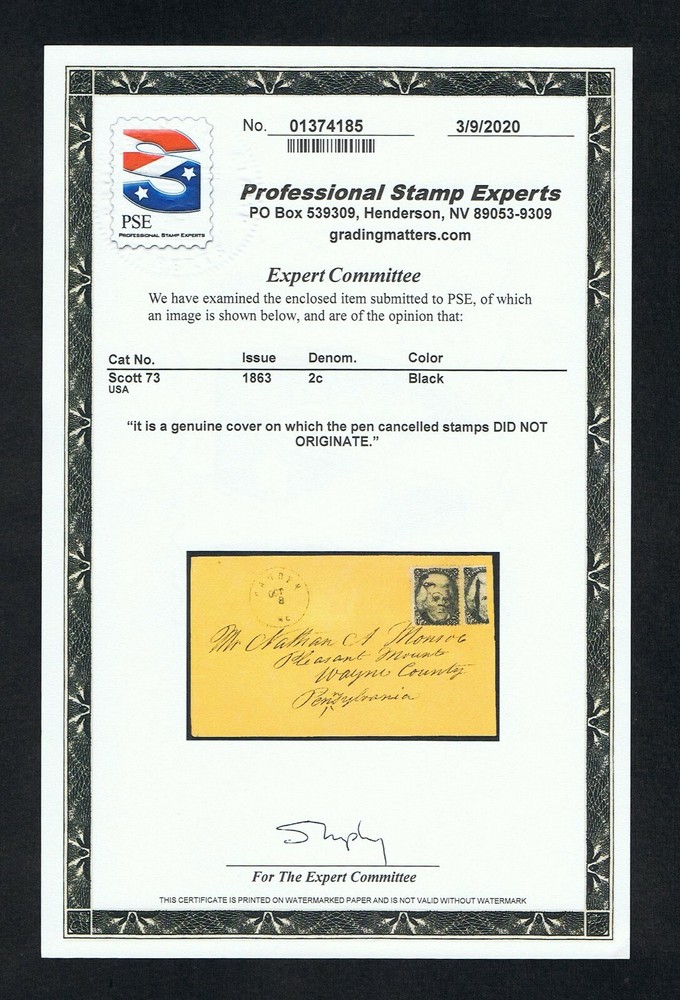 No. 01374185 3/9/2020
PSE
PROFESSIONAL STAMP EXPERTS
Professional Stamp Experts
PO Box 539309, Henderson, NV 89053-9309
gradingmatters.com
Expert Committee
We have examined the enclosed item submitted to PSE, of which
an image is shown below, and are of the opinion that:
Cat No. Issue Denom. Color
Scott 73 1863 2c Black
USA
“it is a genuine cover on which the pen cancelled stamps DID NOT
ORIGINATE.”
OCT
8
Mr Nathan A Monroe
Pleasant Mount
Wayne County
Pennsylvania
For The Expert Committee
THIS CERTIFICATE IS PRINTED ON WATERMARKED PAPER AND IS NOT VALID WITHOUT WATERMARK